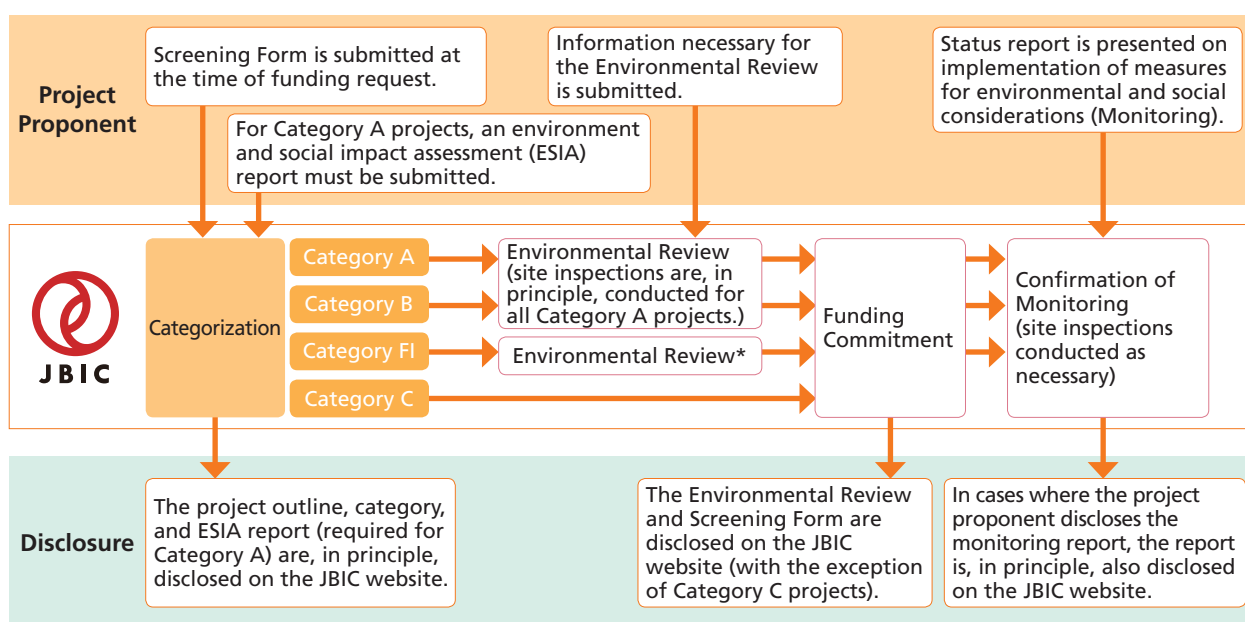 Project
Proponent
Screening Form is submitted at
the time of funding request.
For Category A projects, an environment
and social impact assessment (ESIA)
report must be submitted.
Information necessary for
the Environmental Review
is submitted.
Status report is presented on
implementation of measures
for environmental and social
considerations (Monitoring).
JBIC
Categorization
Category A
Category B
Category FI
Category C
Environmental Review
(site inspections are, in
principle, conducted for
all Category A projects.)
Environmental Review*
Funding
Commitment
Confirmation of
Monitoring
(site inspections
conducted as
necessary)
Disclosure
The project outline, category,
and ESIA report (required for
Category A) are, in principle,
disclosed on the JBIC website.
The Environmental Review
and Screening Form are
disclosed on the JBIC
website (with the exception
of Category C projects).
In cases where the project
proponent discloses the
monitoring report, the report
is, in principle, also disclosed
on the JBIC website.